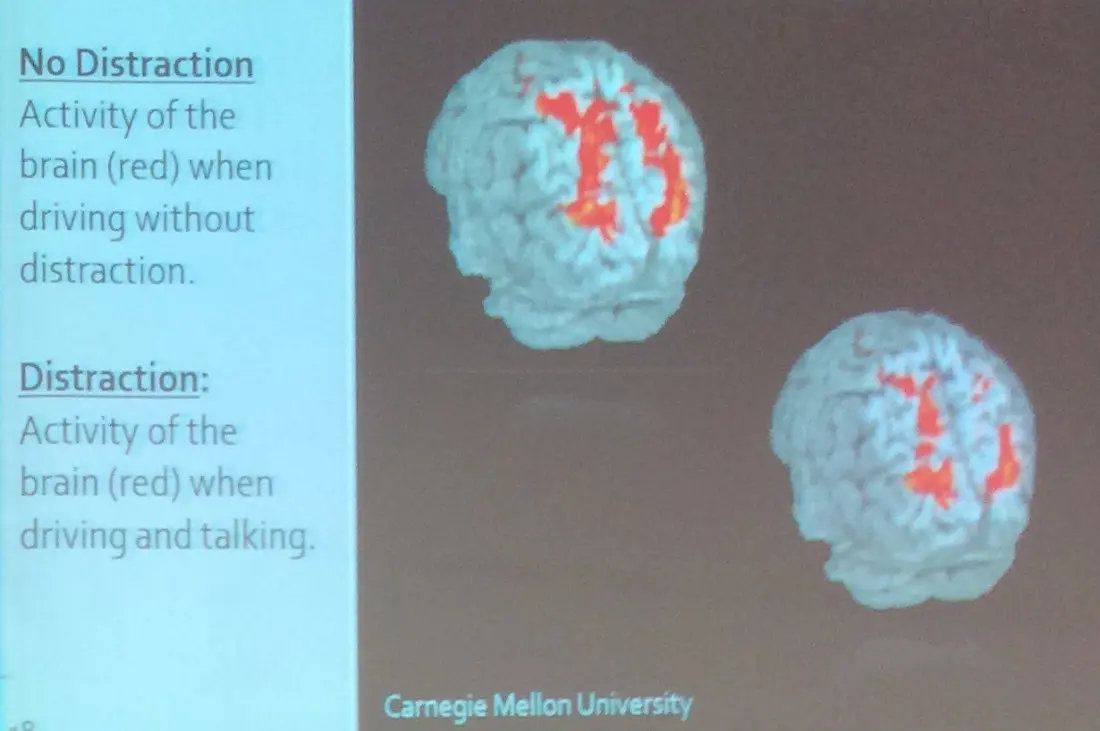 No Distraction
Activity of the
brain (red) when
driving without
distraction.
Distraction:
Activity of the
brain (red) when
driving and talking.
Carnegie Mellon University